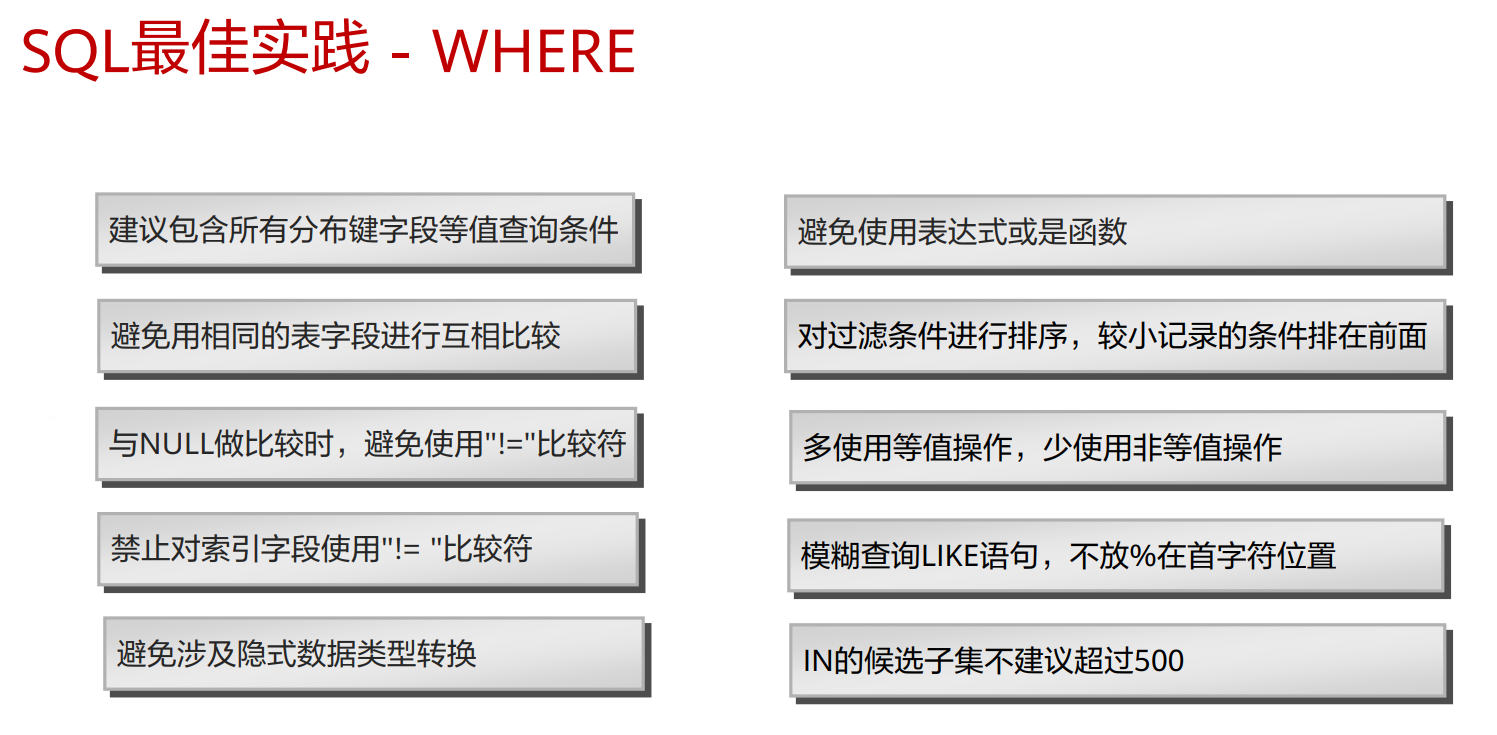 SQL最佳实践 - WHERE
建议包含所有分布键字段等值查询条件
避免用相同的表字段进行互相比较
与NULL做比较时，避免使用"!="比较符
禁止对索引字段使用"!= "比较符
避免涉及隐式数据类型转换
避免使用表达式或是函数
对过滤条件进行排序，较小记录的条件排在前面
多使用等值操作，少使用非等值操作
模糊查询LIKE语句，不放%在首字符位置
IN的候选子集不建议超过500